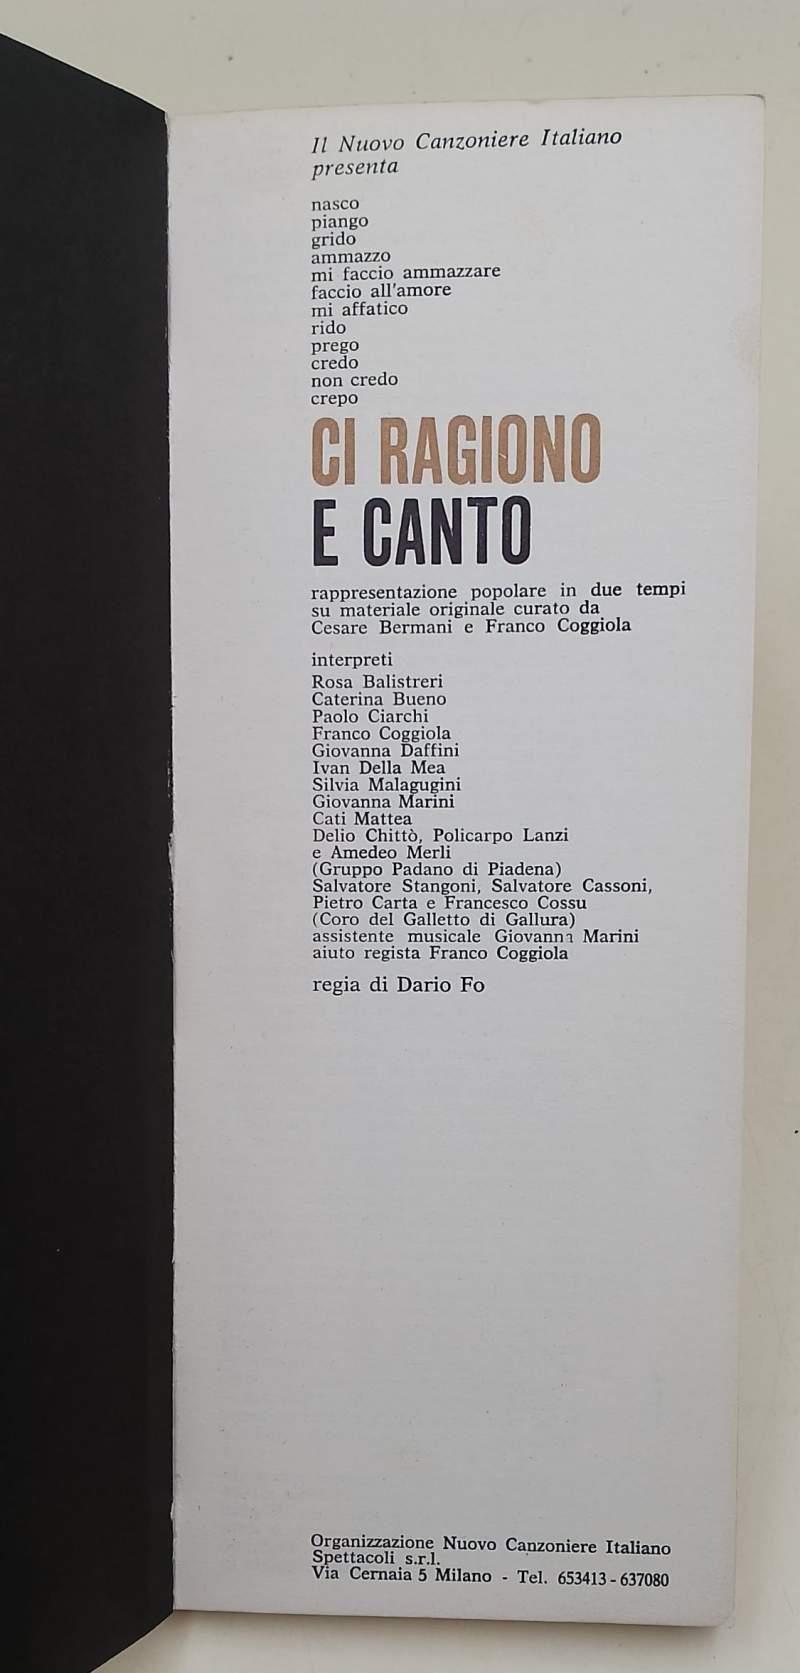 Il Nuovo Canzoniere Italiano
presenta
nasco
piango
grido
ammazzo
mi faccio ammazzare
faccio all'amore
mi affatico
rido
prego
credo
non credo
crepo
CI RAGIONO
E CANTO
rappresentazione popolare in due tempi
su materiale originale curato da
Cesare Bermani e Franco Coggiola
interpreti
Rosa Balistreri
Caterina Bueno
Paolo Ciarchi
Franco Coggiola
Giovanna Daffini
Ivan Della Mea
Silvia Malagugini
Giovanna Marini
Cati Mattea
Delio Chittò, Policarpo Lanzi
e Amedeo Merli
(Gruppo Padano di Piadena)
Salvatore Stangoni, Salvatore Cassoni,
Pietro Carta e Francesco Cossu
(Coro del Galletto di Gallura)
assistente musicale Giovanna Marini
aiuto regista Franco Coggiola
regia di Dario Fo
Organizzazione Nuovo Canzoniere Italiano
Spettacoli s.r.l.
Via Cernaia 5 Milano - Tel. 653413-637080